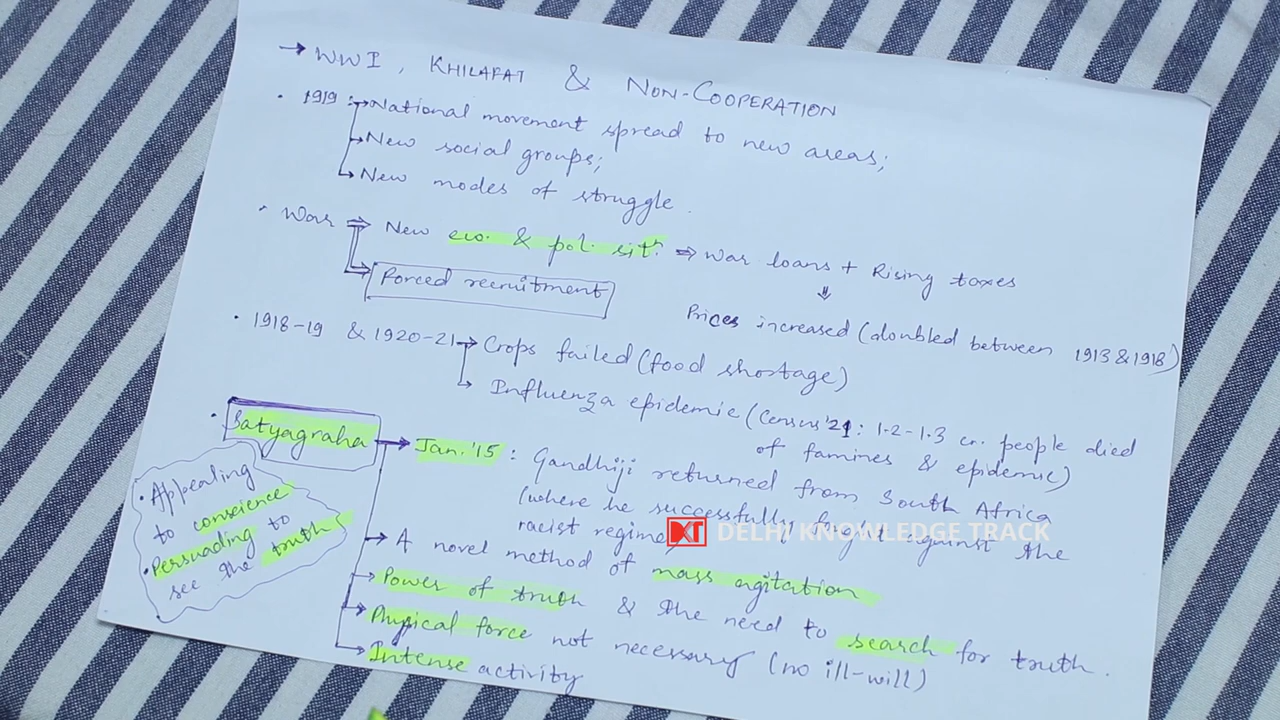 → WWI, KHILAFAT & NON-COOPERATION
• 1919 :→ National movement spread to new areas;
→ New social groups;
→ New modes of struggle.
• War ⇒ New eco. & pol. sitⁿ. ⇒ War loans + Rising taxes
⇓
⇒ Forced recruitment
Prices increased (doubled between 1913 & 1918)
• 1918-19 & 1920-21 → Crops failed (food shortage)
→ Influenza epidemic (Census '21: 1.2-1.3 cr. people died
of famines & epidemic)
• Satyagraha → Jan. '15 : Gandhiji returned from South Africa
(where he successfully fought against the
racist regime)
→ A novel method of mass agitation
→ Power of truth & the need to search for truth.
→ Physical force not necessary (no ill-will)
→ Intense activity
• Appealing
to conscience
• Persuading to
see the truth
DKT DELHI KNOWLEDGE TRACK